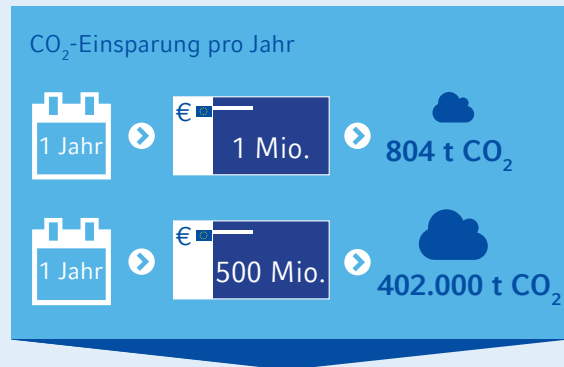 CO₂-Einsparung pro Jahr
1 Jahr € 1 Mio. 804 t CO₂
1 Jahr € 500 Mio. 402.000 t CO₂